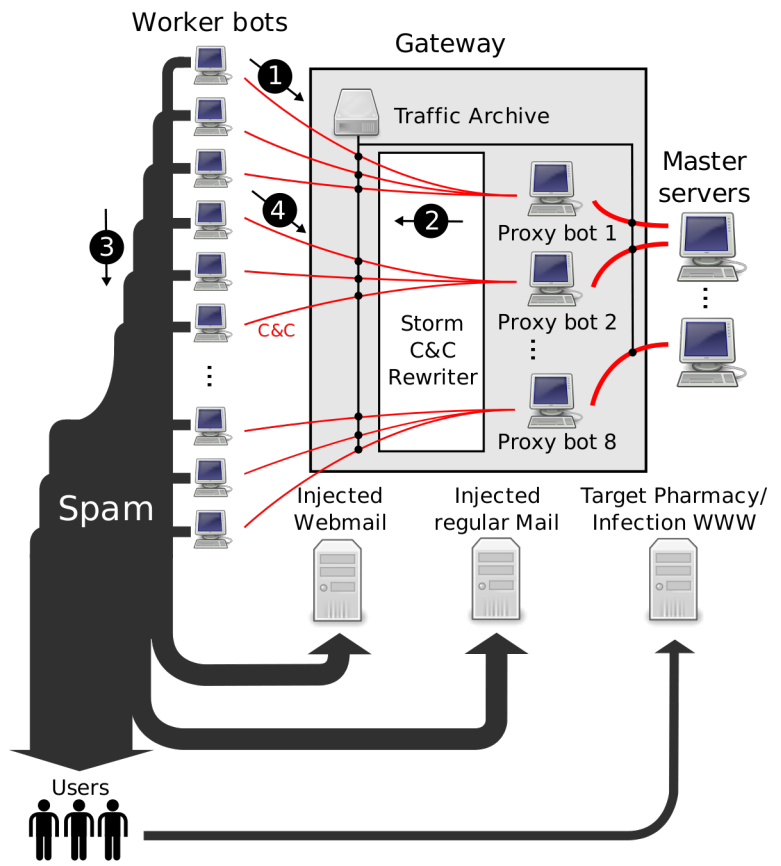 Worker bots
Gateway
1
Traffic Archive
Master
servers
4
2
3
Proxy bot 1
C&C
Storm
C&C
Rewriter
Proxy bot 2
...
...
...
Proxy bot 8
Spam
Injected
Webmail
Injected
regular Mail
Target Pharmacy/
Infection WWW
Users